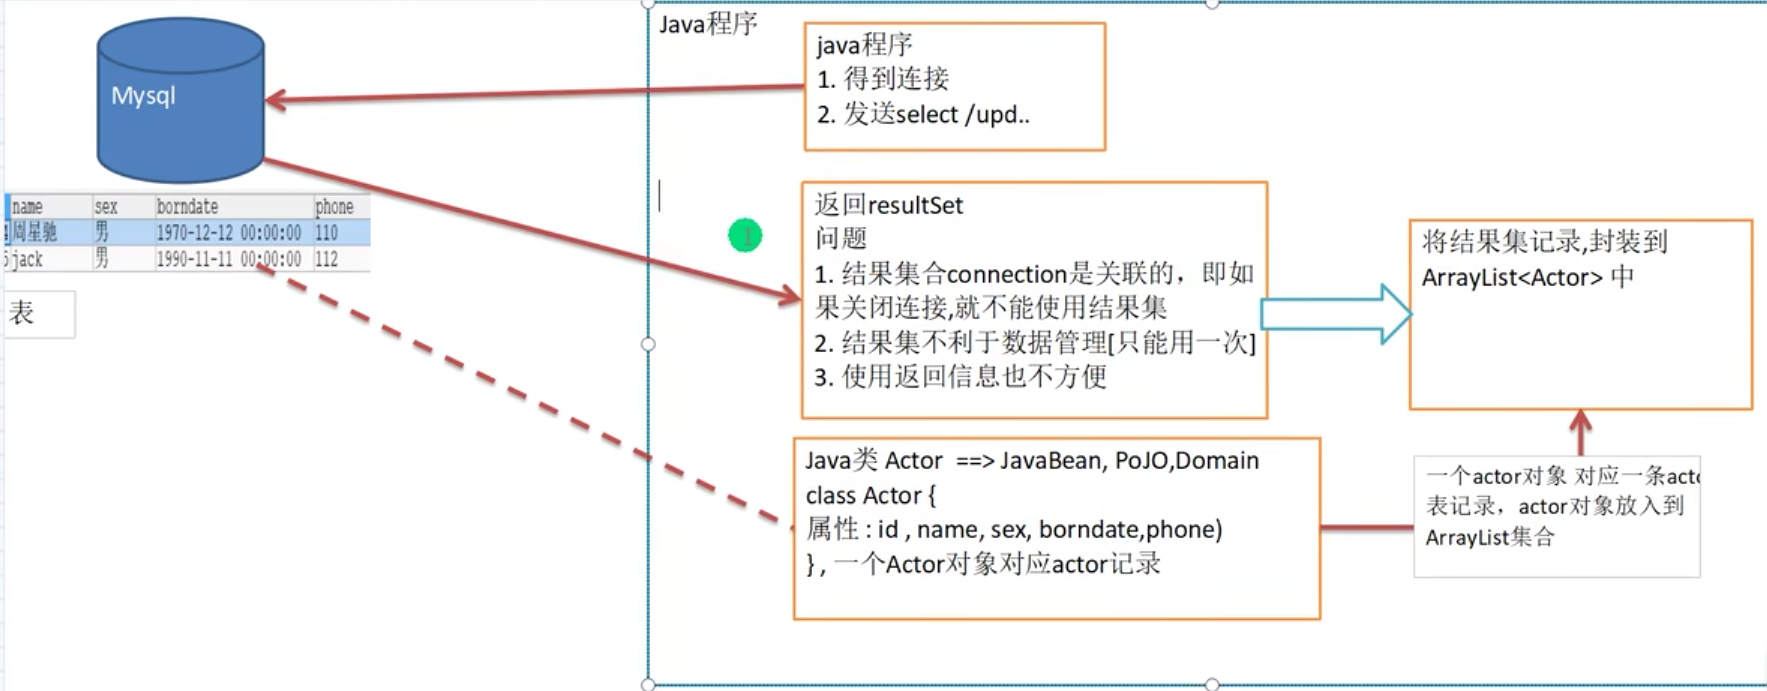 Java程序
java程序
1. 得到连接
2. 发送select /upd..
Mysql
name sex borndate phone
周星驰 男 1970-12-12 00:00:00 110
jack 男 1990-11-11 00:00:00 112
表
返回resultSet
问题
1. 结果集合connection是关联的，即如
果关闭连接,就不能使用结果集
2. 结果集不利于数据管理[只能用一次]
3. 使用返回信息也不方便
将结果集记录,封装到
ArrayList<Actor> 中
Java类 Actor ==> JavaBean, PoJO,Domain
class Actor {
属性 : id , name, sex, borndate,phone)
} , 一个Actor对象对应actor记录
一个actor对象 对应一条acto
表记录，actor对象放入到
ArrayList集合